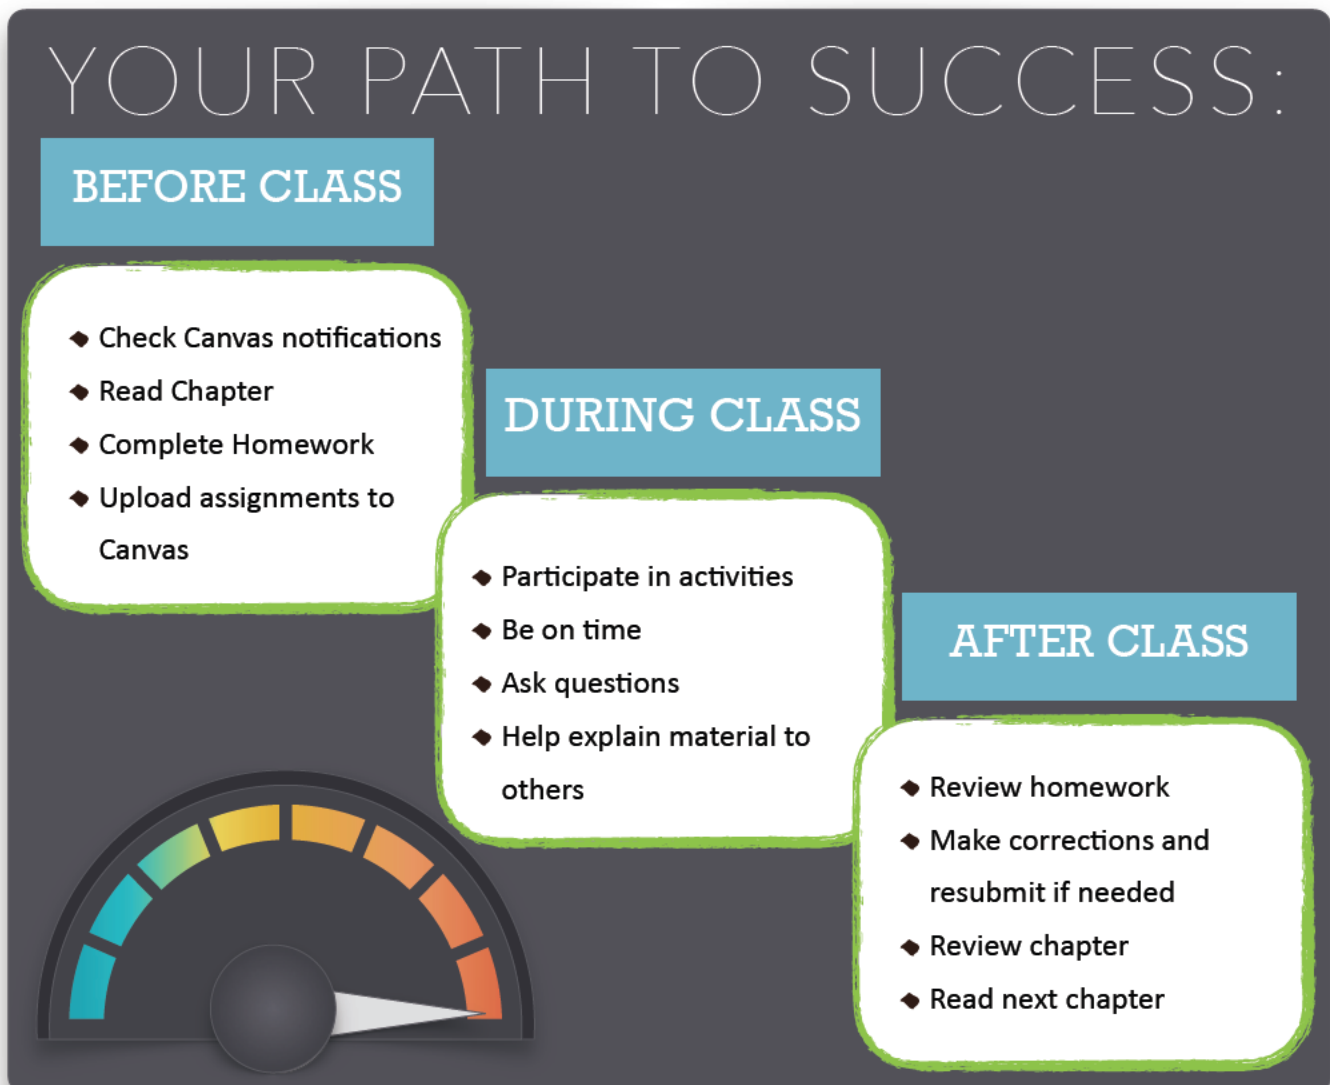 YOUR PATH TO SUCCESS:
BEFORE CLASS
Check Canvas notifications
Read Chapter
Complete Homework
Upload assignments to
Canvas
DURING CLASS
Participate in activities
Be on time
Ask questions
Help explain material to
others
AFTER CLASS
Review homework
Make corrections and
resubmit if needed
Review chapter
Read next chapter